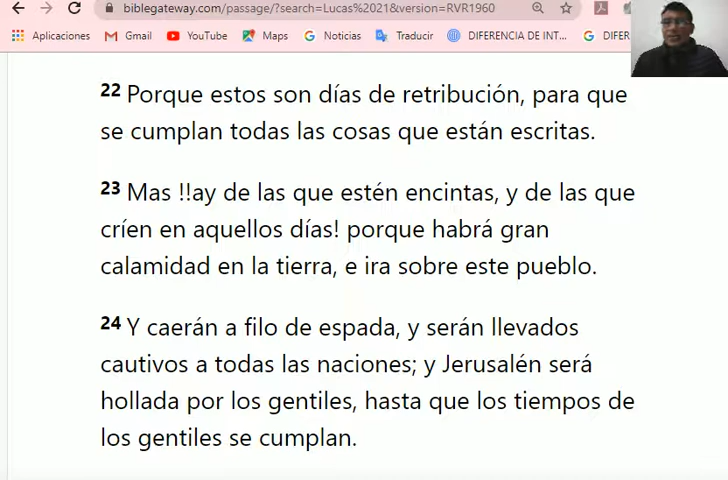 biblegateway.com/passage/?search=Lucas%2021&version=RVR1960
Aplicaciones Gmail YouTube Maps Noticias Traducir DIFERENCIA DE INT... DIFER
22 Porque estos son días de retribución, para que
se cumplan todas las cosas que están escritas.
23 Mas !!ay de las que estén encintas, y de las que
críen en aquellos días! porque habrá gran
calamidad en la tierra, e ira sobre este pueblo.
24 Y caerán a filo de espada, y serán llevados
cautivos a todas las naciones; y Jerusalén será
hollada por los gentiles, hasta que los tiempos de
los gentiles se cumplan.